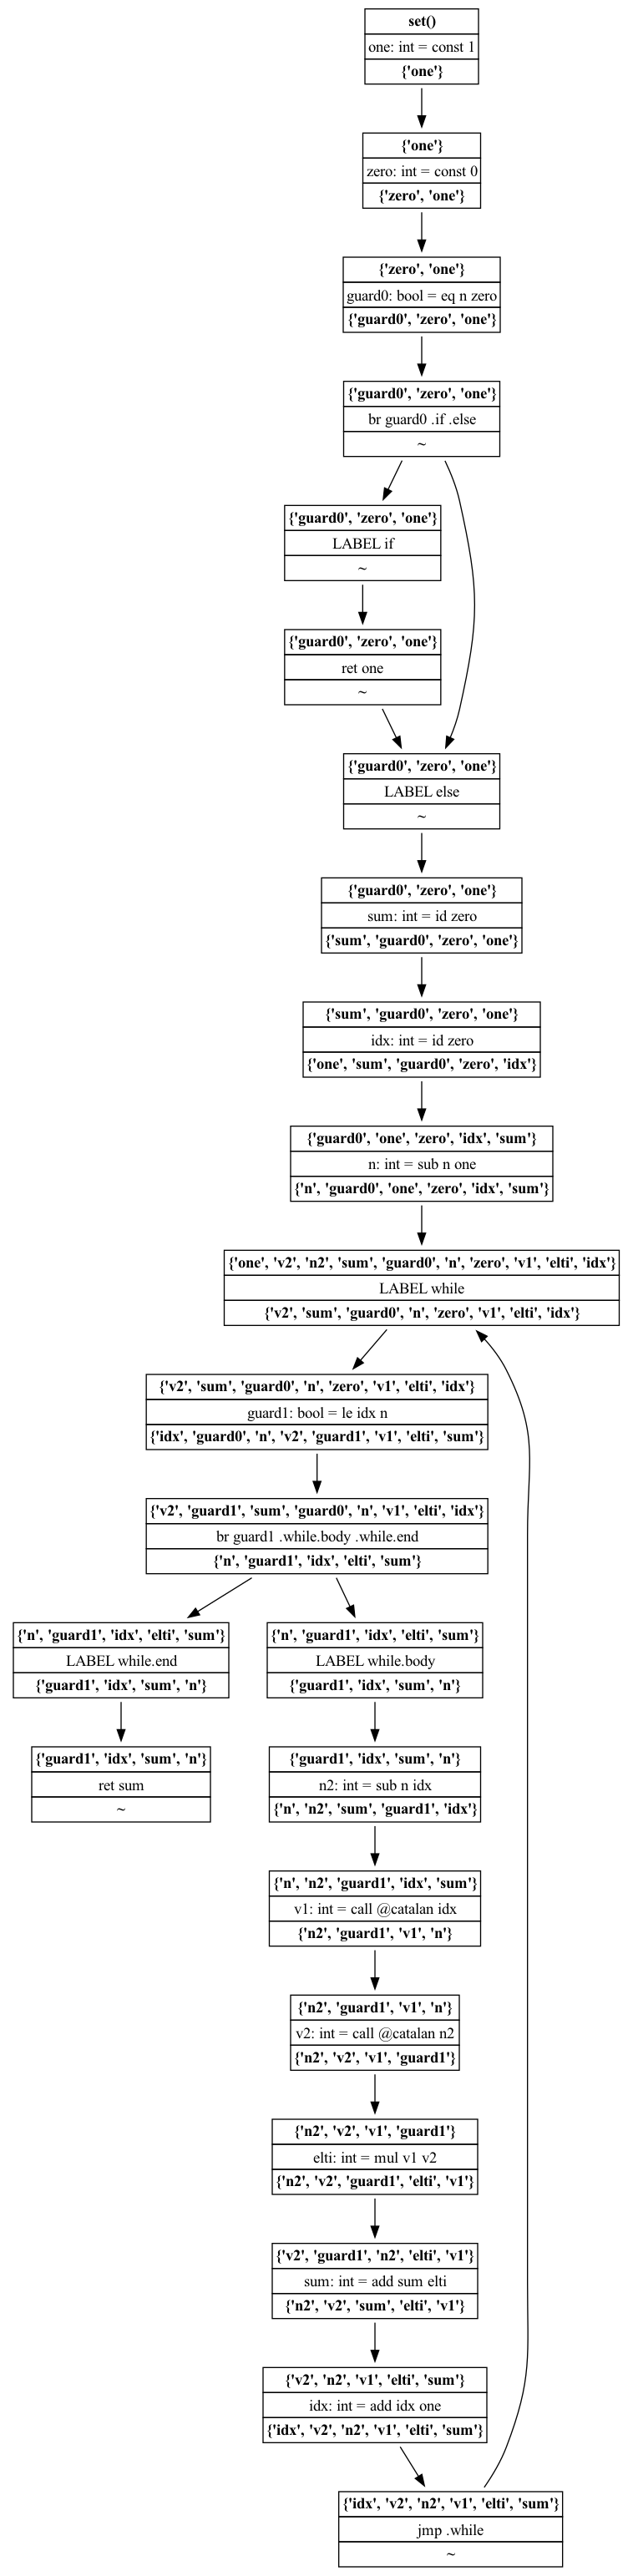 set()
one: int = const 1
{'one'}
{'one'}
zero: int = const 0
{'zero', 'one'}
{'zero', 'one'}
guard0: bool = eq n zero
{'guard0', 'zero', 'one'}
{'guard0', 'zero', 'one'}
br guard0 .if .else
~
{'guard0', 'zero', 'one'}
LABEL if
~
{'guard0', 'zero', 'one'}
ret one
~
{'guard0', 'zero', 'one'}
LABEL else
~
{'guard0', 'zero', 'one'}
sum: int = id zero
{'sum', 'guard0', 'zero', 'one'}
{'sum', 'guard0', 'zero', 'one'}
idx: int = id zero
{'one', 'sum', 'guard0', 'zero', 'idx'}
{'guard0', 'one', 'zero', 'idx', 'sum'}
n: int = sub n one
{'n', 'guard0', 'one', 'zero', 'idx', 'sum'}
{'one', 'v2', 'n2', 'sum', 'guard0', 'n', 'zero', 'v1', 'elti', 'idx'}
LABEL while
{'v2', 'sum', 'guard0', 'n', 'zero', 'v1', 'elti', 'idx'}
{'v2', 'sum', 'guard0', 'n', 'zero', 'v1', 'elti', 'idx'}
guard1: bool = le idx n
{'idx', 'guard0', 'n', 'v2', 'guard1', 'v1', 'elti', 'sum'}
{'v2', 'guard1', 'sum', 'guard0', 'n', 'v1', 'elti', 'idx'}
br guard1 .while.body .while.end
{'n', 'guard1', 'idx', 'elti', 'sum'}
{'n', 'guard1', 'idx', 'elti', 'sum'}
LABEL while.end
{'guard1', 'idx', 'sum', 'n'}
{'n', 'guard1', 'idx', 'elti', 'sum'}
LABEL while.body
{'guard1', 'idx', 'sum', 'n'}
{'guard1', 'idx', 'sum', 'n'}
ret sum
~
{'guard1', 'idx', 'sum', 'n'}
n2: int = sub n idx
{'n', 'n2', 'sum', 'guard1', 'idx'}
{'n', 'n2', 'guard1', 'idx', 'sum'}
v1: int = call @catalan idx
{'n2', 'guard1', 'v1', 'n'}
{'n2', 'guard1', 'v1', 'n'}
v2: int = call @catalan n2
{'n2', 'v2', 'v1', 'guard1'}
{'n2', 'v2', 'v1', 'guard1'}
elti: int = mul v1 v2
{'n2', 'v2', 'guard1', 'elti', 'v1'}
{'v2', 'guard1', 'n2', 'elti', 'v1'}
sum: int = add sum elti
{'n2', 'v2', 'sum', 'elti', 'v1'}
{'v2', 'n2', 'v1', 'elti', 'sum'}
idx: int = add idx one
{'idx', 'v2', 'n2', 'v1', 'elti', 'sum'}
{'idx', 'v2', 'n2', 'v1', 'elti', 'sum'}
jmp .while
~